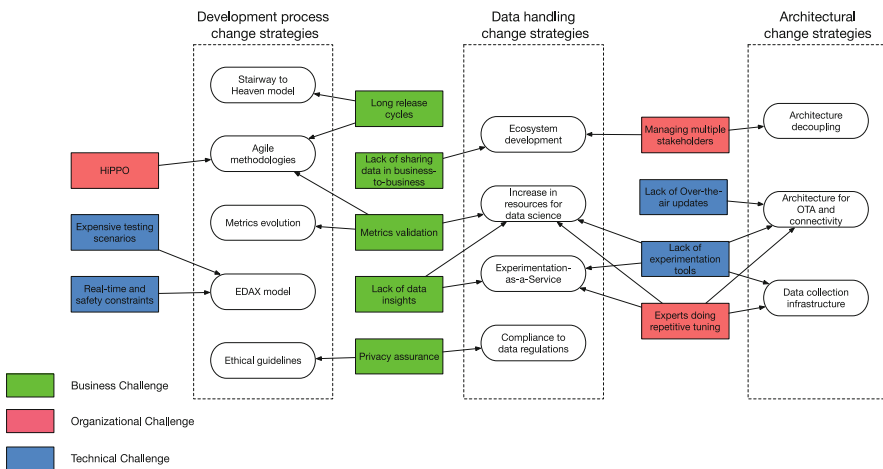 Development process
change strategies
Data handling
change strategies
Architectural
change strategies
Stairway to
Heaven model
Long release
cycles
Ecosystem
development
Managing multiple
stakeholders
Architecture
decoupling
HiPPO
Agile
methodologies
Lack of sharing
data in business-
to-business
Increase in
resources for
data science
Lack of Over-the-
air updates
Architecture for
OTA and
connectivity
Expensive testing
scenarios
Metrics evolution
Metrics validation
Lack of
experimentation
tools
Real-time and
safety constraints
EDAX model
Lack of data
insights
Experimentation-
as-a-Service
Data collection
infrastructure
Experts doing
repetitive tuning
Ethical guidelines
Privacy assurance
Compliance to
data regulations
Business Challenge
Organizational Challenge
Technical Challenge